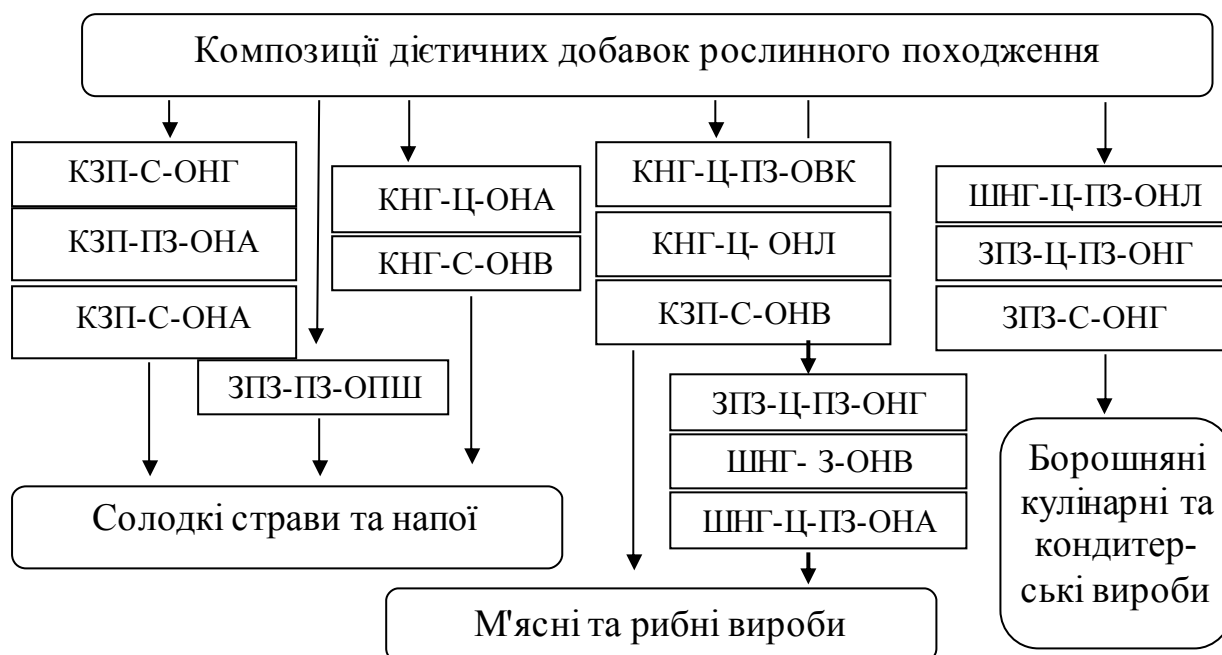 Композиції дієтичних добавок рослинного походження
КЗП-С-ОНГ
КЗП-ПЗ-ОНА
КЗП-С-ОНА
ЗПЗ-ПЗ-ОПШ
КНГ-Ц-ОНА
КНГ-С-ОНВ
Солодкі страви та напої
КНГ-Ц-ПЗ-ОВК
КНГ-Ц- ОНЛ
КЗП-С-ОНВ
ЗПЗ-Ц-ПЗ-ОНГ
ШНГ- З-ОНВ
ШНГ-Ц-ПЗ-ОНА
М'ясні та рибні вироби
ШНГ-Ц-ПЗ-ОНЛ
ЗПЗ-Ц-ПЗ-ОНГ
ЗПЗ-С-ОНГ
Борошняні
кулінарні та
кондитер-
ські вироби